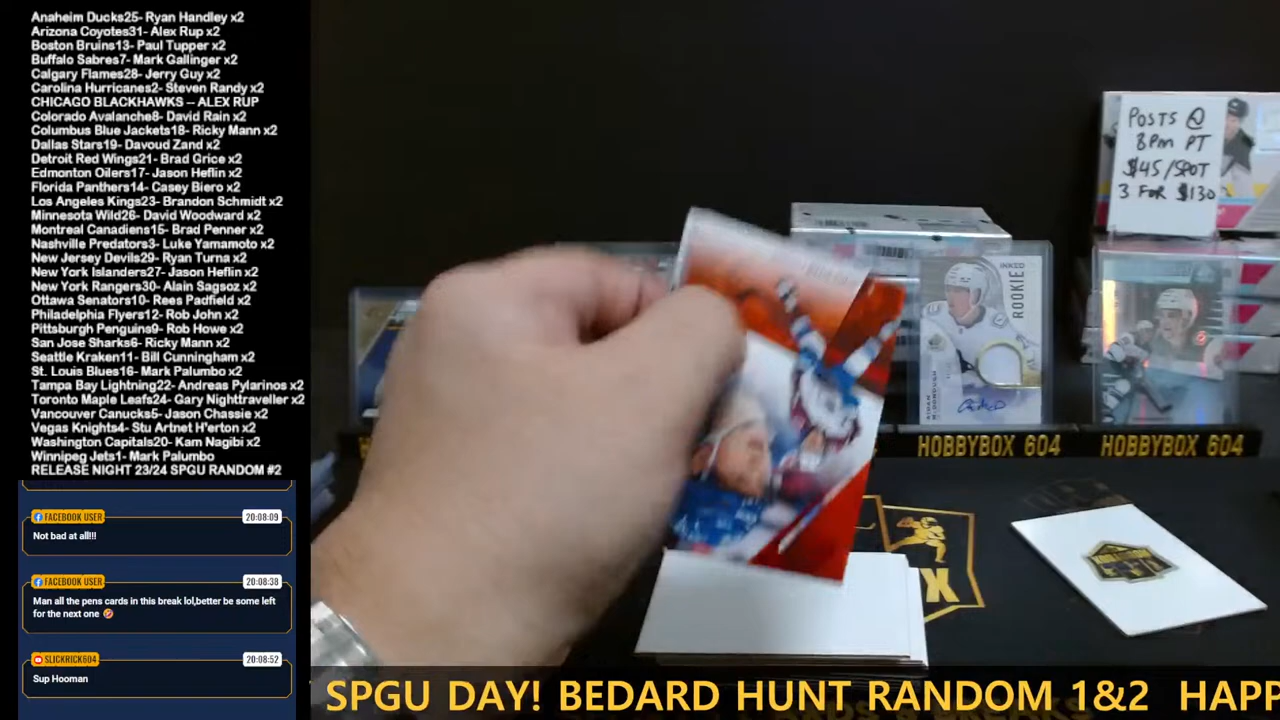 Anaheim Ducks25- Ryan Handley x2
Arizona Coyotes31- Alex Rup x2
Boston Bruins13- Paul Tupper x2
Buffalo Sabres7- Mark Gallinger x2
Calgary Flames28- Jerry Guy x2
Carolina Hurricanes2- Steven Randy x2
CHICAGO BLACKHAWKS -- ALEX RUP
Colorado Avalanche8- David Rain x2
Columbus Blue Jackets18- Ricky Mann x2
Dallas Stars19- Davoud Zand x2
Detroit Red Wings21- Brad Grice x2
Edmonton Oilers17- Jason Heflin x2
Florida Panthers14- Casey Biero x2
Los Angeles Kings23- Brandon Schmidt x2
Minnesota Wild26- David Woodward x2
Montreal Canadiens15- Brad Penner x2
Nashville Predators3- Luke Yamamoto x2
New Jersey Devils29- Ryan Turna x2
New York Islanders27- Jason Heflin x2
New York Rangers30- Alain Sagsoz x2
Ottawa Senators10- Rees Padfield x2
Philadelphia Flyers12- Rob John x2
Pittsburgh Penguins9- Rob Howe x2
San Jose Sharks6- Ricky Mann x2
Seattle Kraken11- Bill Cunningham x2
St. Louis Blues16- Mark Palumbo x2
Tampa Bay Lightning22- Andreas Pylarinos x2
Toronto Maple Leafs24- Gary Nighttraveller x2
Vancouver Canucks5- Jason Chassie x2
Vegas Knights4- Stu Artnet H'erton x2
Washington Capitals20- Kam Nagibi x2
Winnipeg Jets1- Mark Palumbo
RELEASE NIGHT 23/24 SPGU RANDOM #2
FACEBOOK USER 20:08:09
Not bad at all!!!
FACEBOOK USER 20:08:38
Man all the pens cards in this break lol,better be some left
for the next one 🤣
SLICKRICK604 20:08:52
Sup Hooman
POSTS @
8PM PT
$45/SPOT
3 FOR $130
INKED
ROOKIE
HOBBYBOX 604
HOBBYBOX 604
SPGU DAY! BEDARD HUNT RANDOM 1&2 HAPP